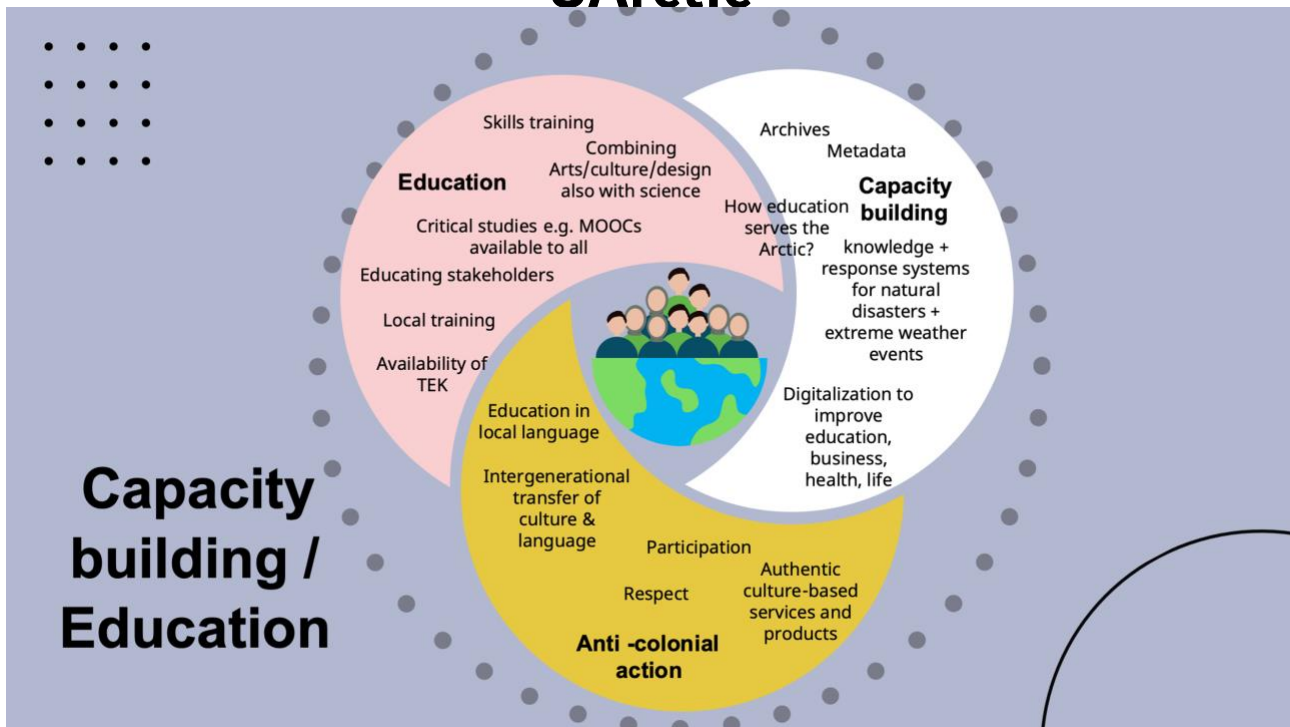 UArctic
Skills training
Combining
Arts/culture/design
also with science
Education
Critical studies e.g. MOOCs
available to all
Educating stakeholders
Local training
Availability of
TEK
Archives
Metadata
Capacity
building
How education
serves the
Arctic?
knowledge +
response systems
for natural
disasters +
extreme weather
events
Digitalization to
improve
education,
business,
health, life
Education in
local language
Intergenerational
transfer of
culture &
language
Participation
Respect
Authentic
culture-based
services and
products
Anti -colonial
action
Capacity
building /
Education